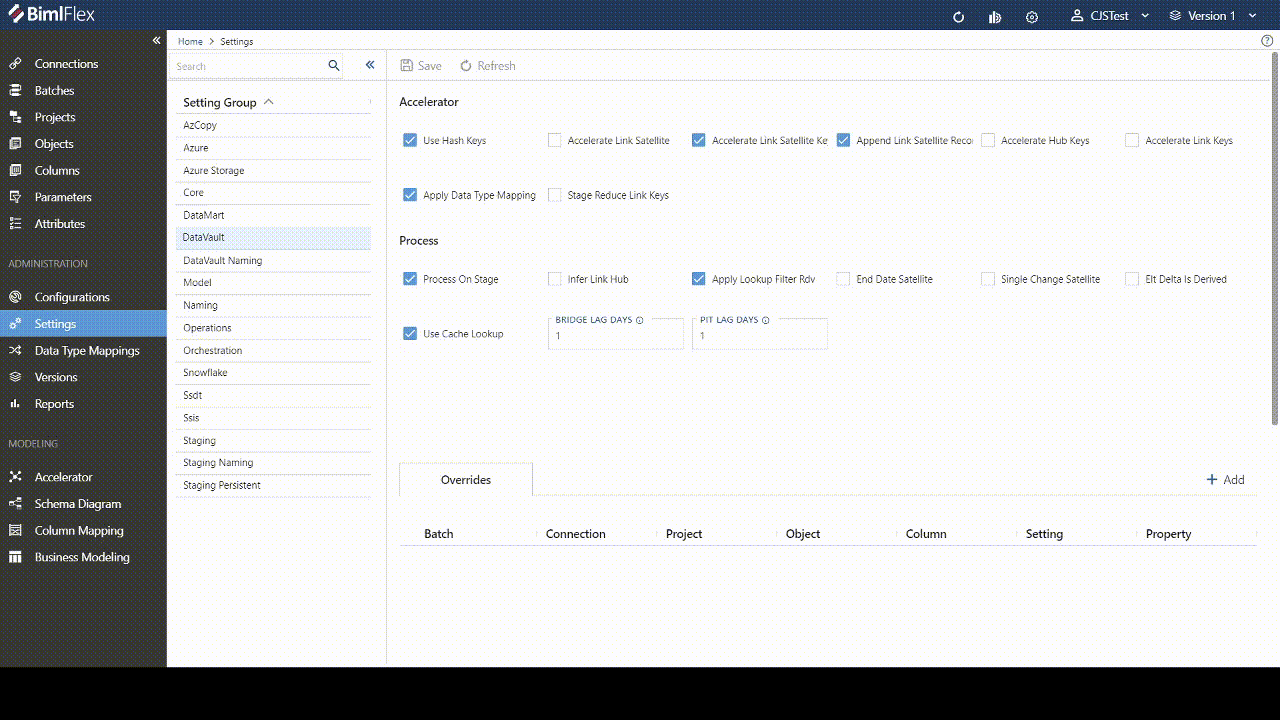 BimlFlex
CJSTest
Version 1
Home > Settings
Connections
Batches
Projects
Objects
Columns
Parameters
Attributes
ADMINISTRATION
Configurations
Settings
Data Type Mappings
Versions
Reports
MODELING
Accelerator
Schema Diagram
Column Mapping
Business Modeling
Search
Setting Group
AzCopy
Azure
Azure Storage
Core
DataMart
DataVault
DataVault Naming
Model
Naming
Operations
Orchestration
Snowflake
Ssdt
Ssis
Staging
Staging Naming
Staging Persistent
Save Refresh
Accelerator
Use Hash Keys Accelerate Link Satellite Accelerate Link Satellite Ke Append Link Satellite Reco Accelerate Hub Keys Accelerate Link Keys
Apply Data Type Mapping Stage Reduce Link Keys
Process
Process On Stage Infer Link Hub Apply Lookup Filter Rdv End Date Satellite Single Change Satellite Elt Delta Is Derived
BRIDGE LAG DAYS PIT LAG DAYS
Use Cache Lookup 1 1
Overrides + Add
Batch Connection Project Object Column Setting Property